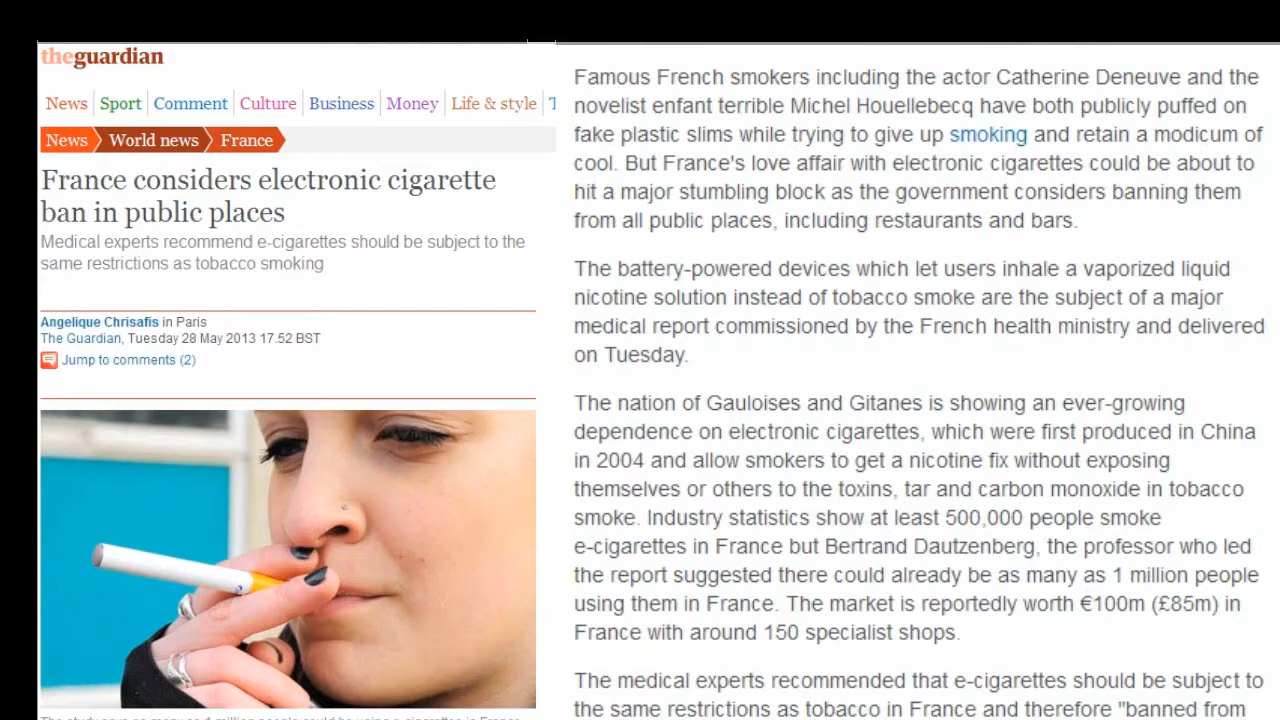 theguardian
News Sport Comment Culture Business Money Life & style
News World news France
France considers electronic cigarette
ban in public places
Medical experts recommend e-cigarettes should be subject to the
same restrictions as tobacco smoking
Angelique Chrisafis in Paris
The Guardian, Tuesday 28 May 2013 17.52 BST
Jump to comments (2)
Famous French smokers including the actor Catherine Deneuve and the
novelist enfant terrible Michel Houellebecq have both publicly puffed on
fake plastic slims while trying to give up smoking and retain a modicum of
cool. But France's love affair with electronic cigarettes could be about to
hit a major stumbling block as the government considers banning them
from all public places, including restaurants and bars.
The battery-powered devices which let users inhale a vaporized liquid
nicotine solution instead of tobacco smoke are the subject of a major
medical report commissioned by the French health ministry and delivered
on Tuesday.
The nation of Gauloises and Gitanes is showing an ever-growing
dependence on electronic cigarettes, which were first produced in China
in 2004 and allow smokers to get a nicotine fix without exposing
themselves or others to the toxins, tar and carbon monoxide in tobacco
smoke. Industry statistics show at least 500,000 people smoke
e-cigarettes in France but Bertrand Dautzenberg, the professor who led
the report suggested there could already be as many as 1 million people
using them in France. The market is reportedly worth €100m (£85m) in
France with around 150 specialist shops.
The medical experts recommended that e-cigarettes should be subject to
the same restrictions as tobacco in France and therefore "banned from